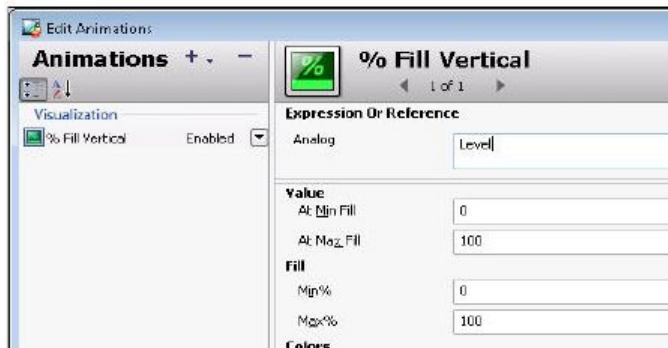 Edit Animations
Animations + -
% Fill Vertical
1 of 1
Visualization
% Fill Vertical Enabled
Expression Or Reference
Analog Level
Value
At Min Fill 0
At Max Fill 100
Fill
Min% 0
Max% 100
Colors